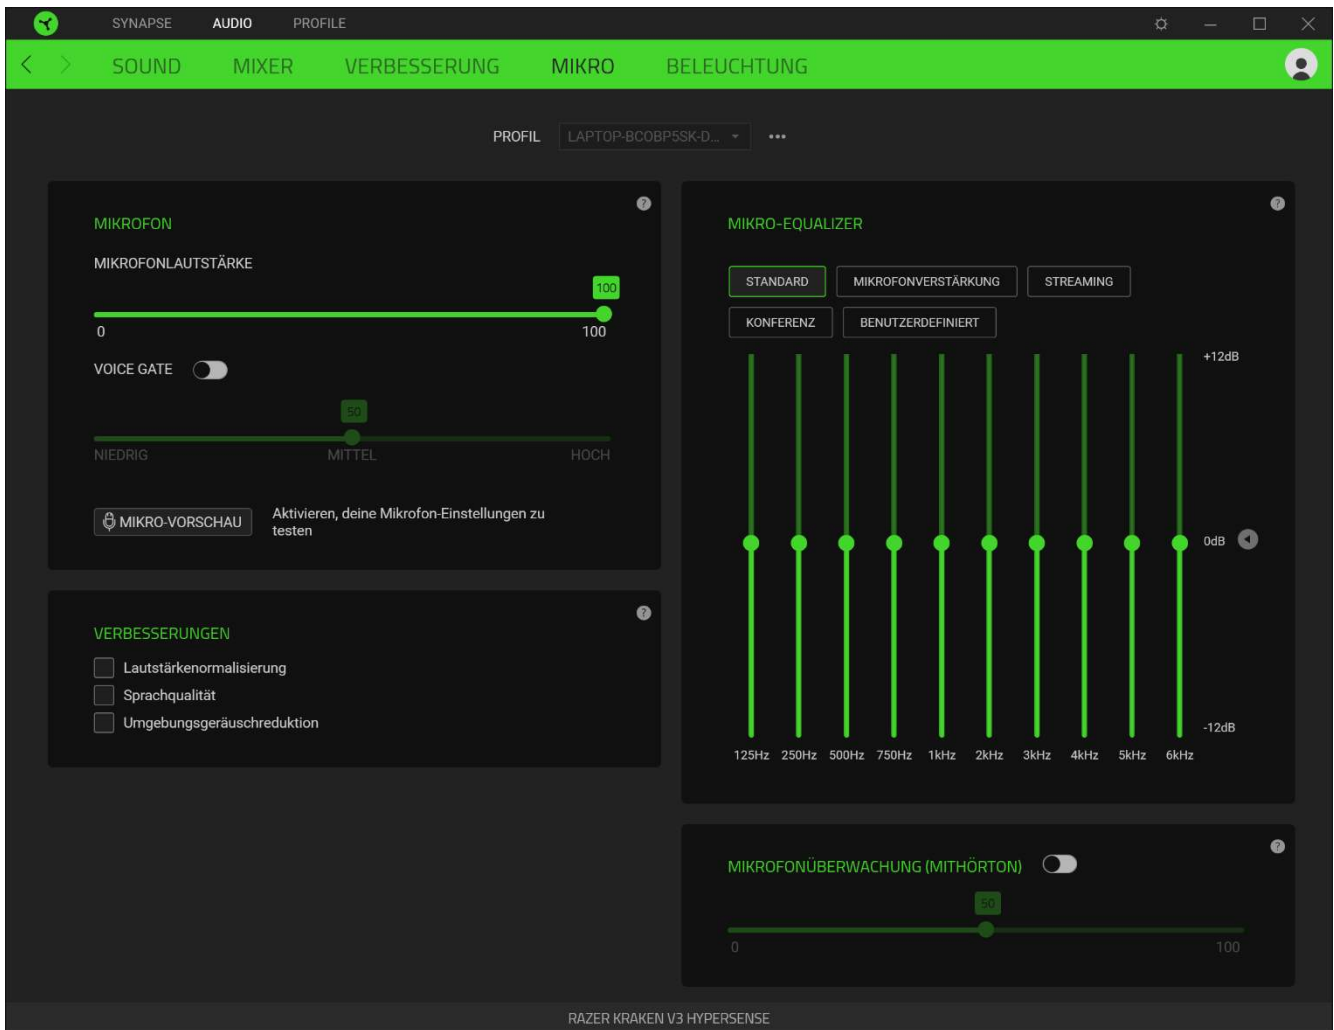 SYNAPSE AUDIO PROFILE
SOUND MIXER VERBESSERUNG MIKRO BELEUCHTUNG
PROFIL LAPTOP-BCOBP5SK-D...
MIKROFON
MIKROFONLAUTSTÄRKE
100
0 100
VOICE GATE
50
NIEDRIG MITTEL HOCH
MIKRO-VORSCHAU
Aktivieren, deine Mikrofon-Einstellungen zu
testen
VERBESSERUNGEN
Lautstärkenormalisierung
Sprachqualität
Umgebungsgeräuschreduktion
MIKRO-EQUALIZER
STANDARD MIKROFONVERSTÄRKUNG STREAMING
KONFERENZ BENUTZERDEFINIERT
+12dB
0dB
-12dB
125Hz 250Hz 500Hz 750Hz 1kHz 2kHz 3kHz 4kHz 5kHz 6kHz
MIKROFONÜBERWACHUNG (MITHÖRTON)
50
0 100
RAZER KRAKEN V3 HYPERSENSE